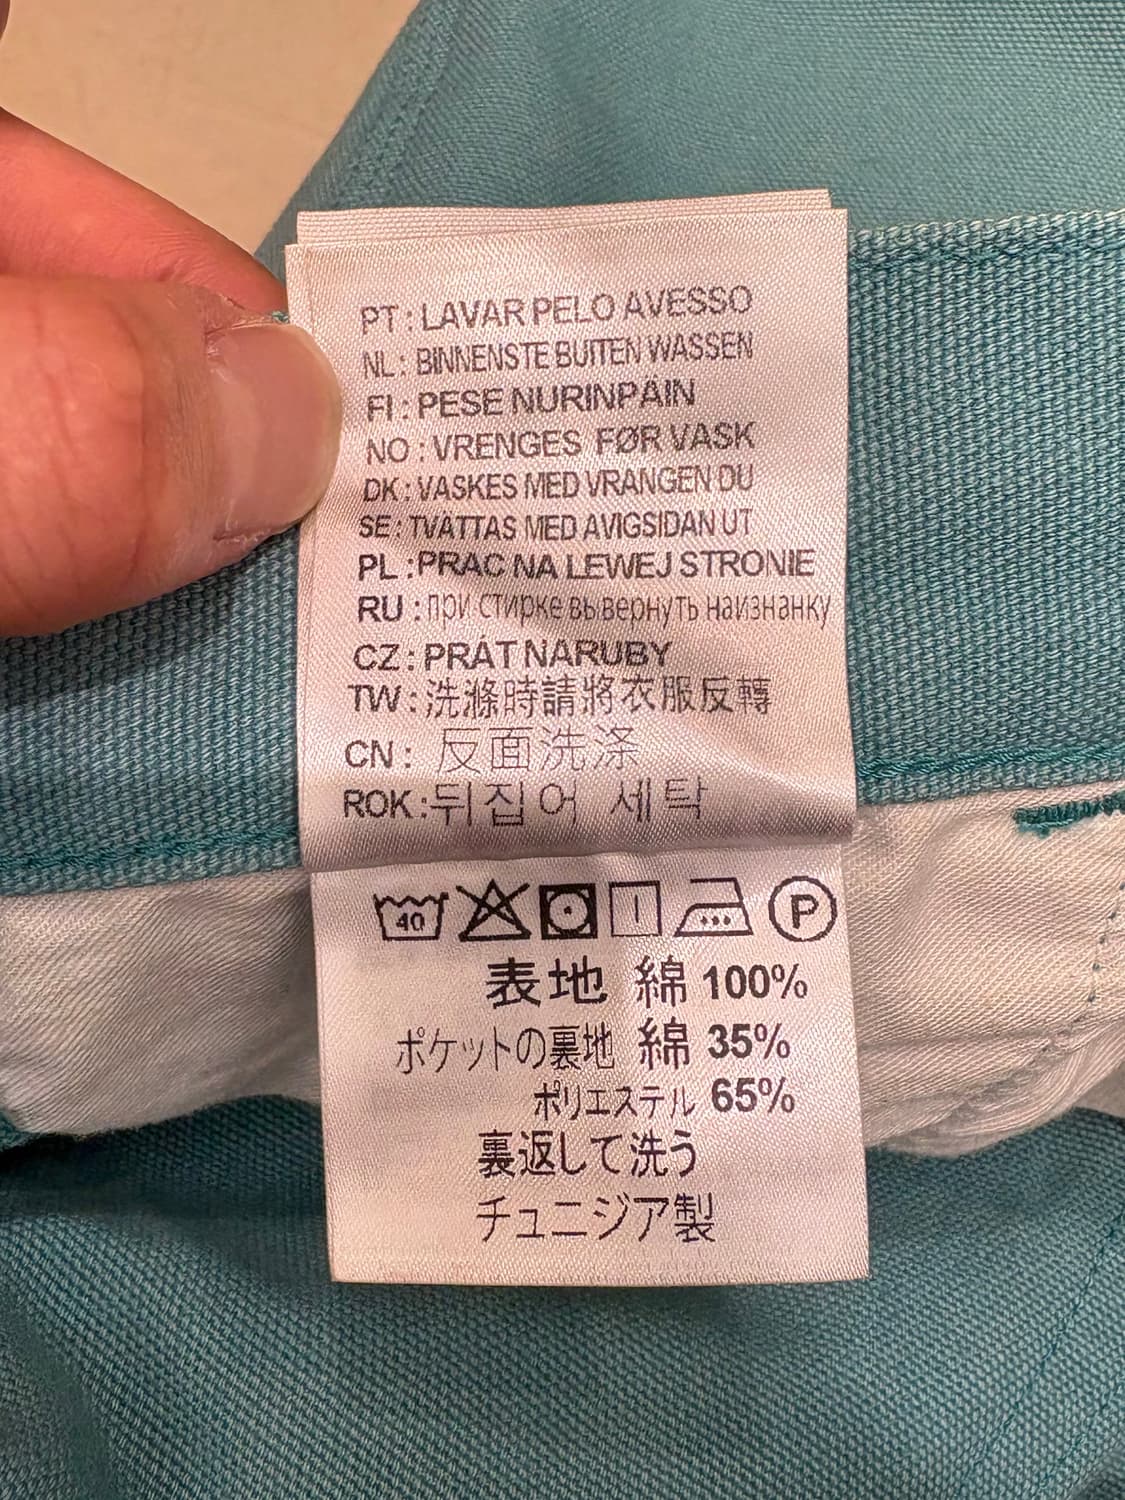 PT : LAVAR PELO AVESSO
NL : BINNENSTE BUITEN WASSEN
FI : PESE NURINPÄIN
NO : VRENGES FØR VASK
DK : VASKES MED VRANGEN DU
SE : TVÄTTAS MED AVIGSIDAN UT
PL : PRAC NA LEWEJ STRONIE
RU : при стирке вывернуть наизнанку
CZ : PRÁT NARUBY
TW : 洗滌時請將衣服反轉
CN : 反面洗涤
ROK : 뒤집어 세탁
40 P
表地 綿 100%
ポケットの裏地 綿 35%
ポリエステル 65%
裏返して洗う
チュニジア製